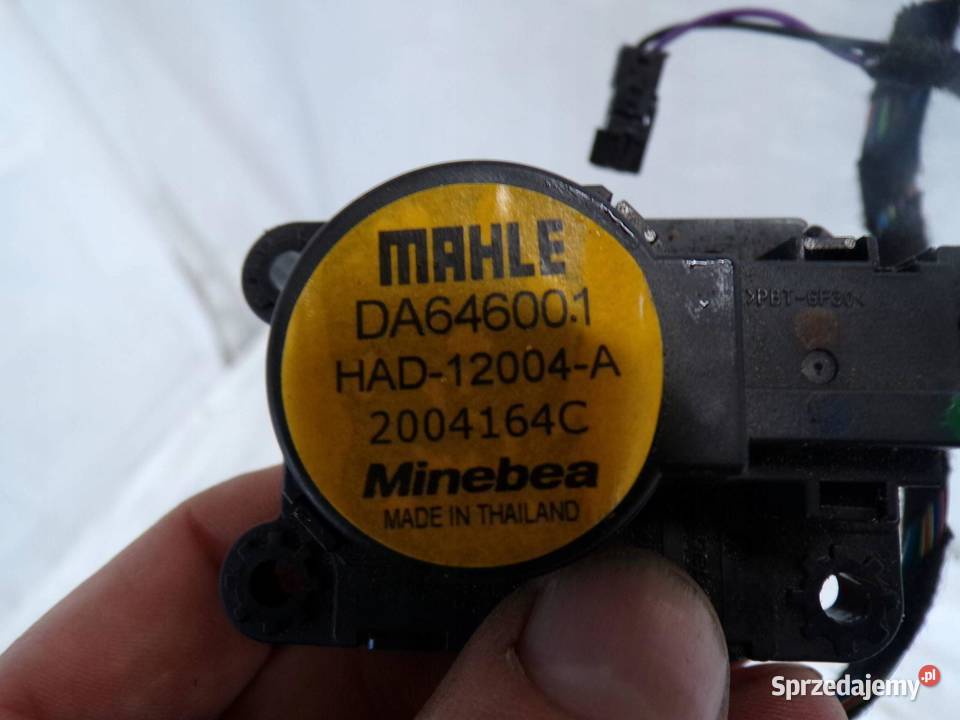 MAHLE
DA64600.1
HAD-12004-A
2004164C
Minebea
MADE IN THAILAND
>PBT-GF30<
Sprzedajemy.pl